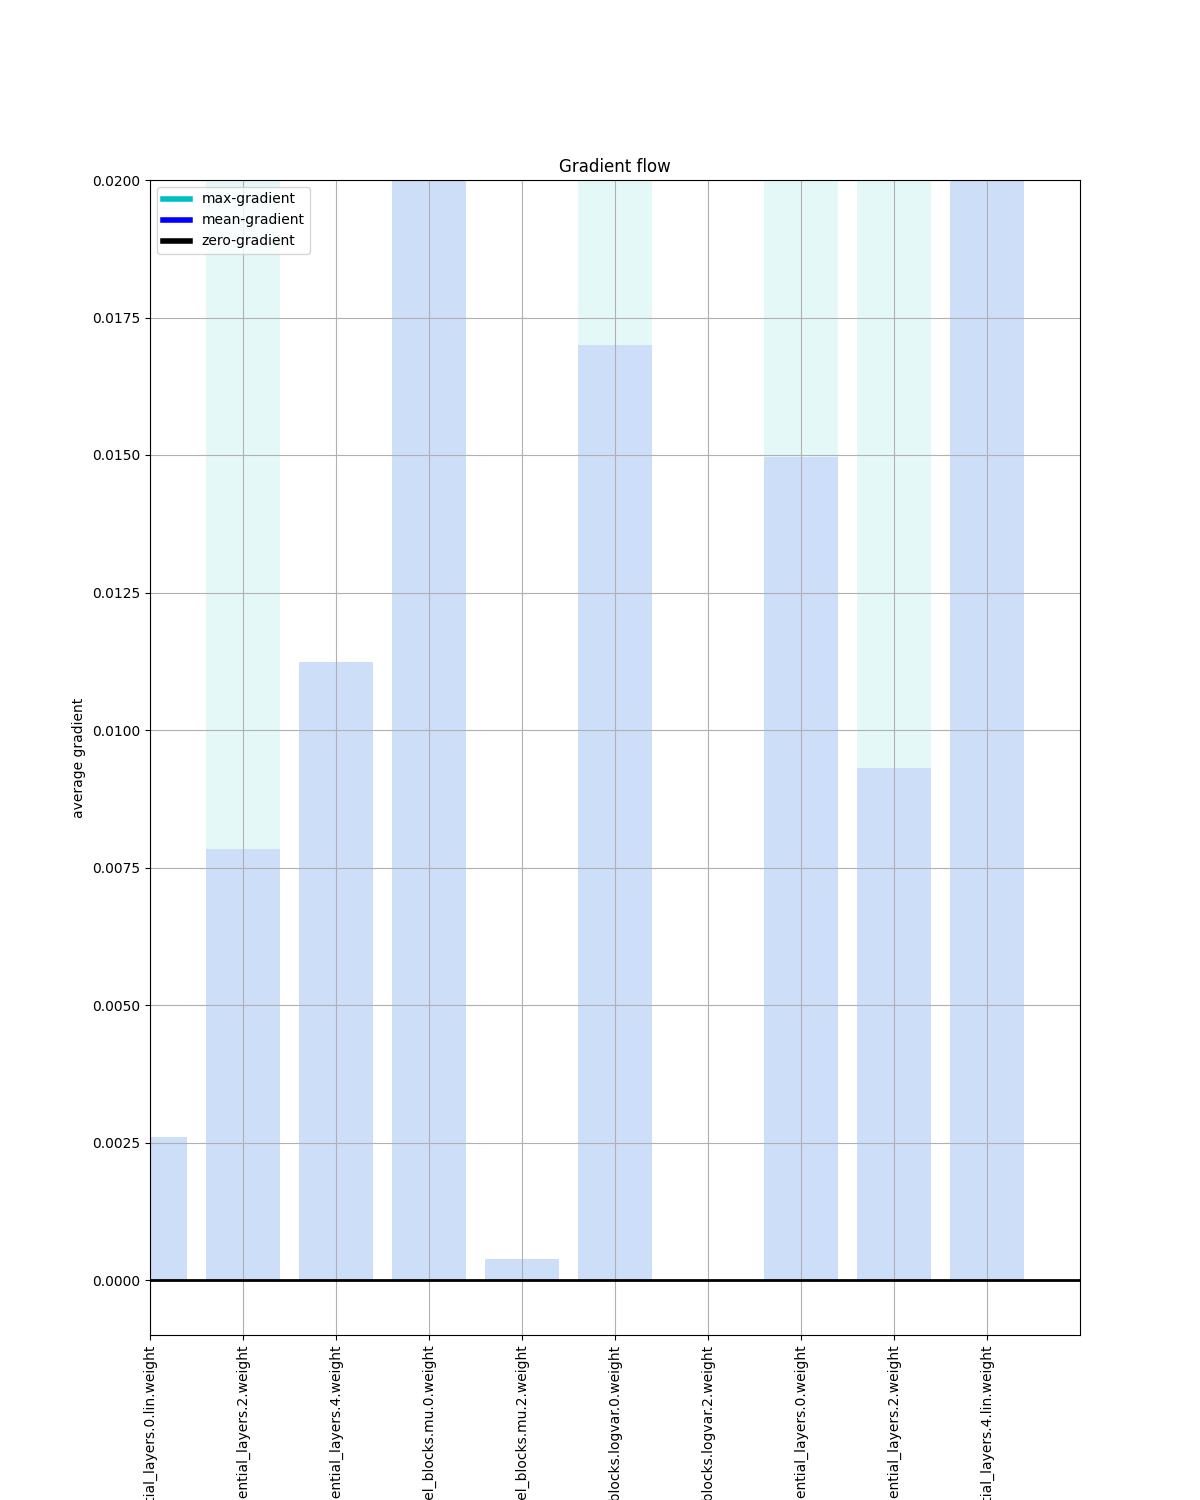 Gradient flow
max-gradient
mean-gradient
zero-gradient
0.0200
0.0175
0.0150
0.0125
0.0100
0.0075
0.0050
0.0025
0.0000
average gradient
tial_layers.0.lin.weight
ential_layers.2.weight
ential_layers.4.weight
el_blocks.mu.0.weight
el_blocks.mu.2.weight
blocks.logvar.0.weight
blocks.logvar.2.weight
ential_layers.0.weight
ential_layers.2.weight
tial_layers.4.lin.weight